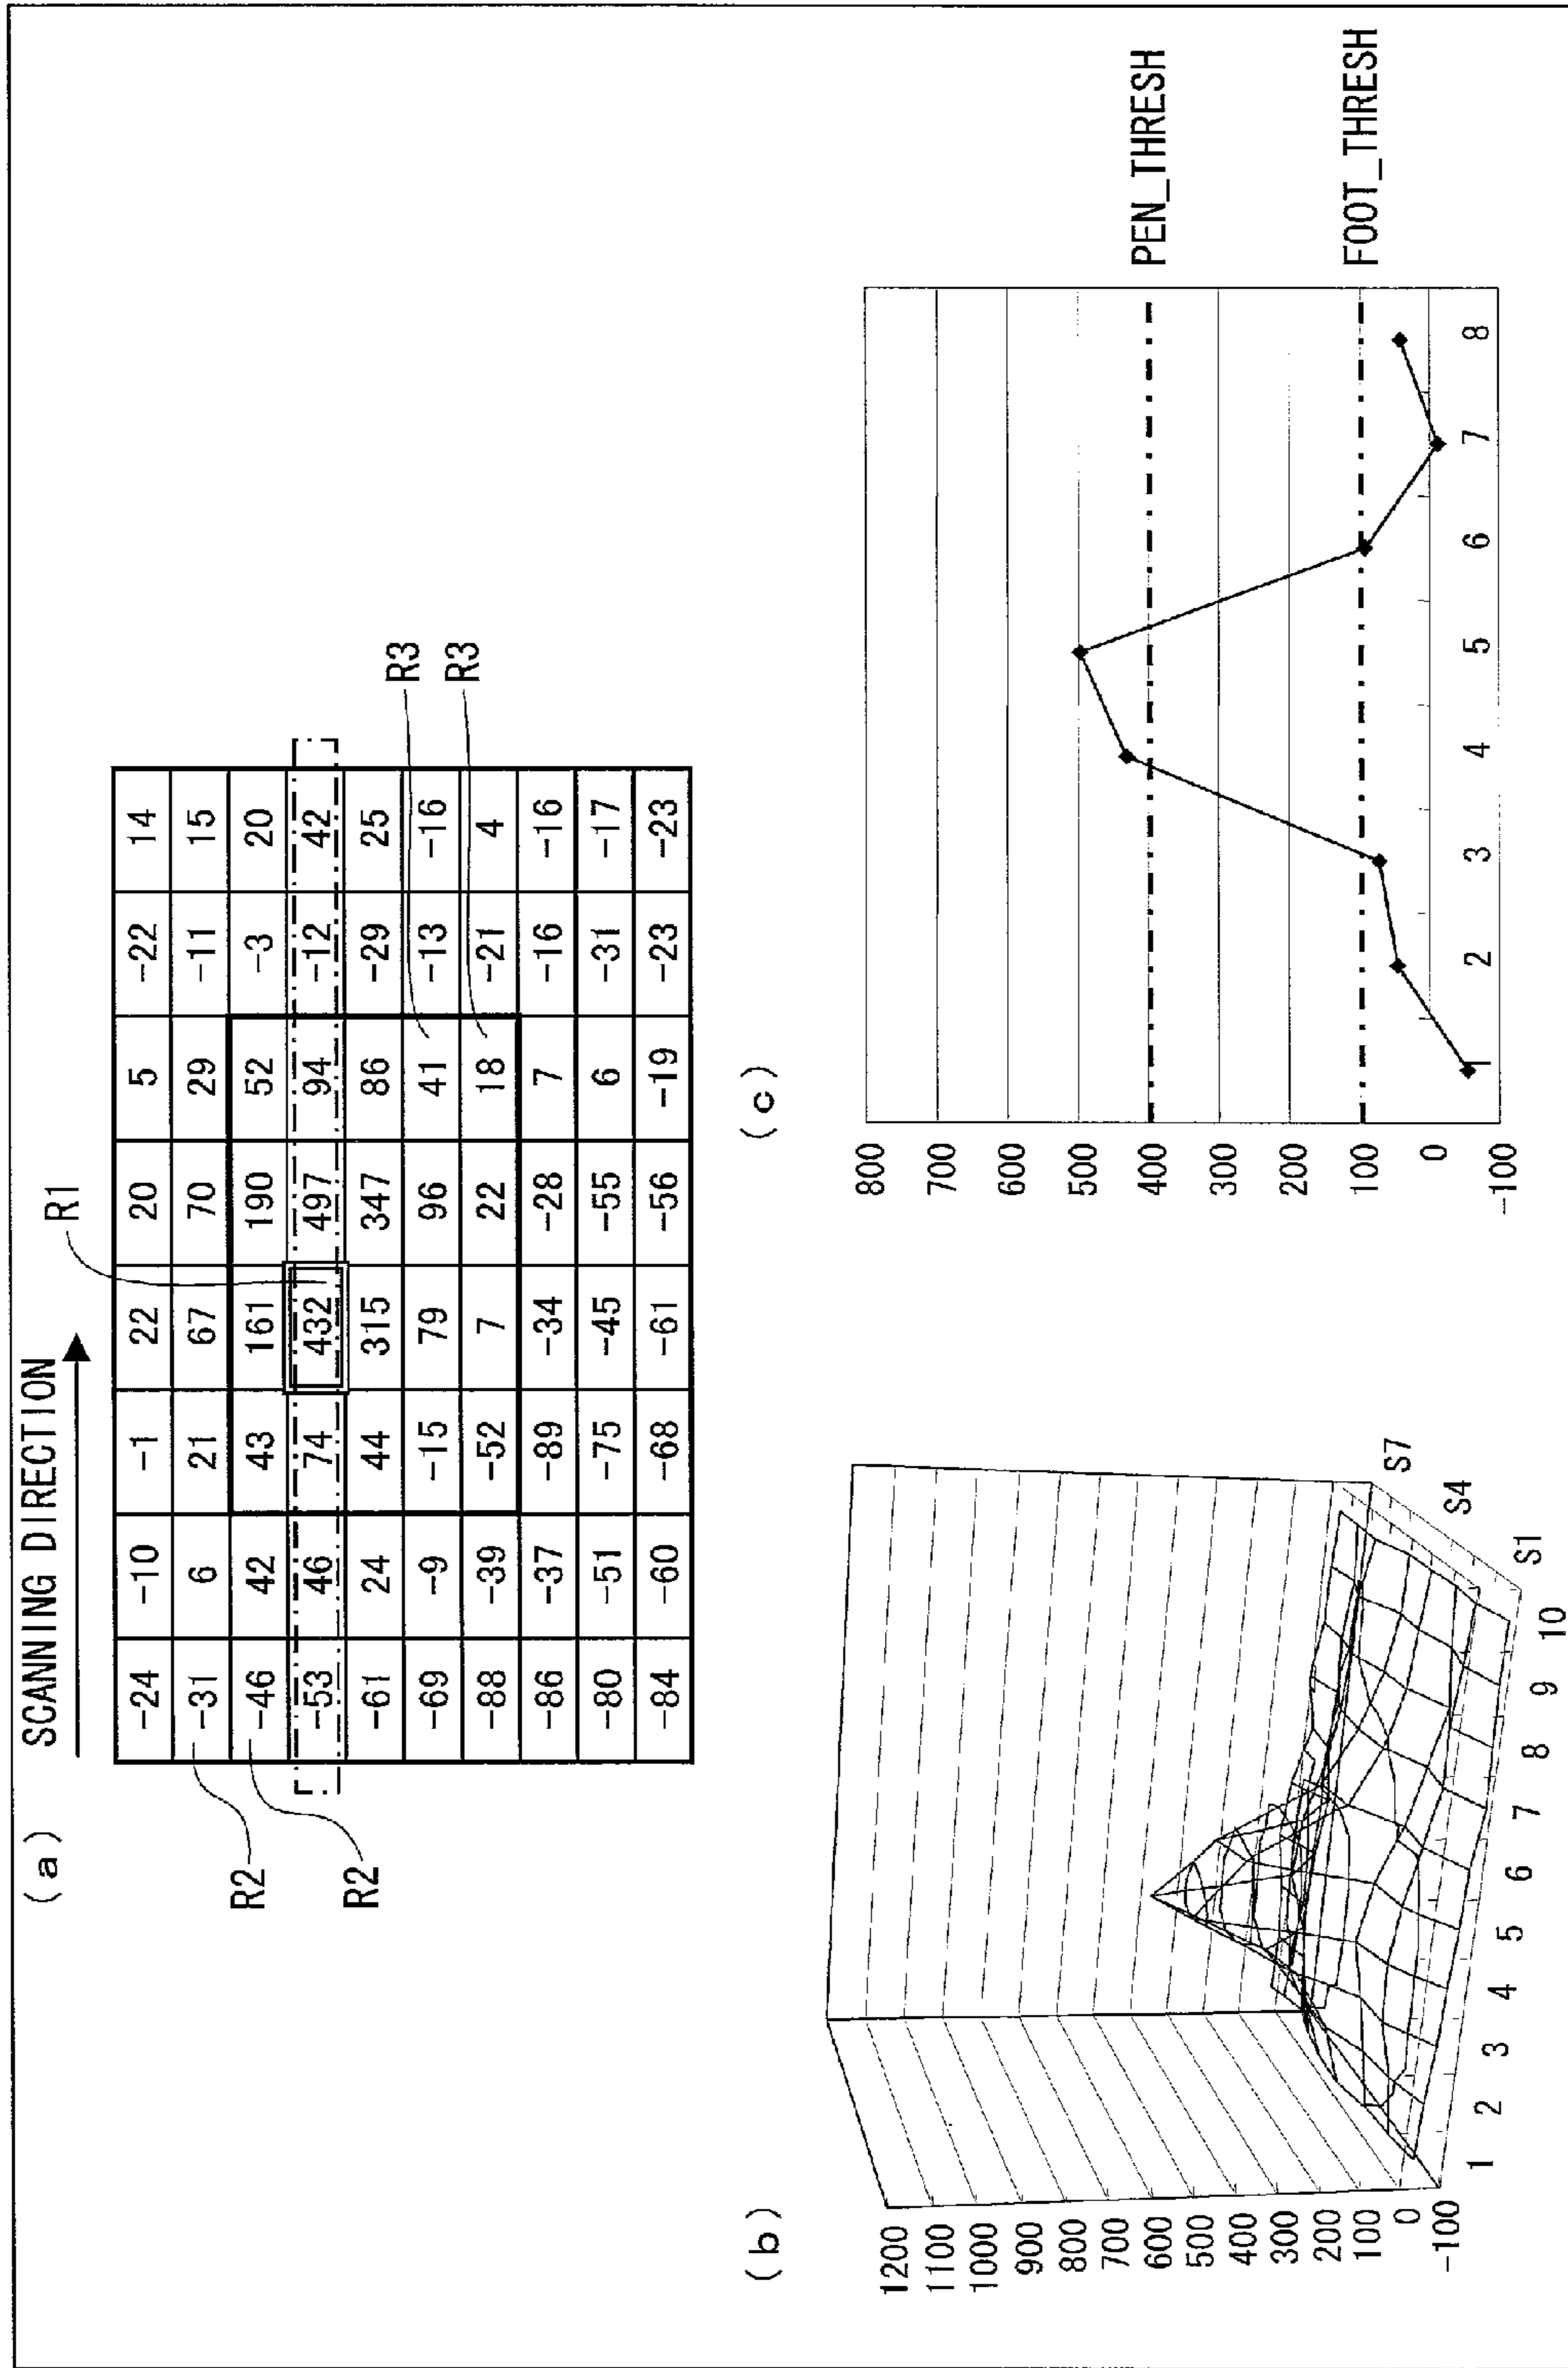 (a) SCANNING DIRECTION
R1
-24 -10 -1 22 20 5 -22 14
-31 6 21 67 70 29 -11 15
-46 42 43 161 190 52 -3 20
-53 46 74 432 497 94 -12 42
-61 24 44 315 347 86 -29 25
-69 -9 -15 79 96 41 -13 -16
-88 -39 -52 7 22 18 -21 4
-86 -37 -89 -34 -28 7 -16 -16
-80 -51 -75 -45 -55 6 -31 -17
-84 -60 -68 -61 -56 -19 -23 -23
R2
R2
R3
R3
(b)
1200
1100
1000
900
800
700
600
500
400
300
200
100
0
-100
1 2 3 4 5 6 7 8 9 10
S1
S4
S7
(c)
800
700
600
500
400
300
200
100
0
-100
1 2 3 4 5 6 7 8
PEN_THRESH
FOOT_THRESH